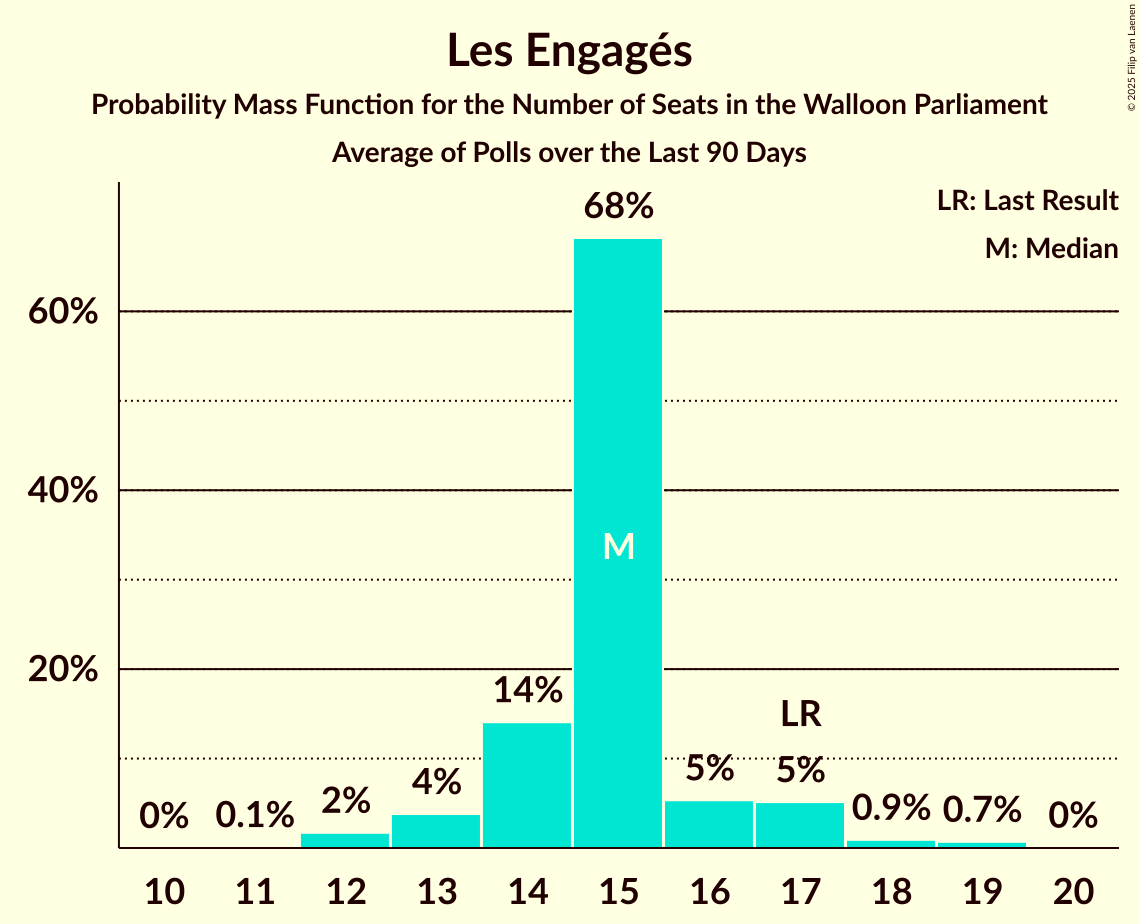 Les Engagés
Probability Mass Function for the Number of Seats in the Walloon Parliament
Average of Polls over the Last 90 Days
© 2025 Filip van Laenen
LR: Last Result
M: Median
60%
40%
20%
0%
0.1%
2%
4%
14%
68%
M
5%
LR
5%
0.9%
0.7%
0%
10 11 12 13 14 15 16 17 18 19 20